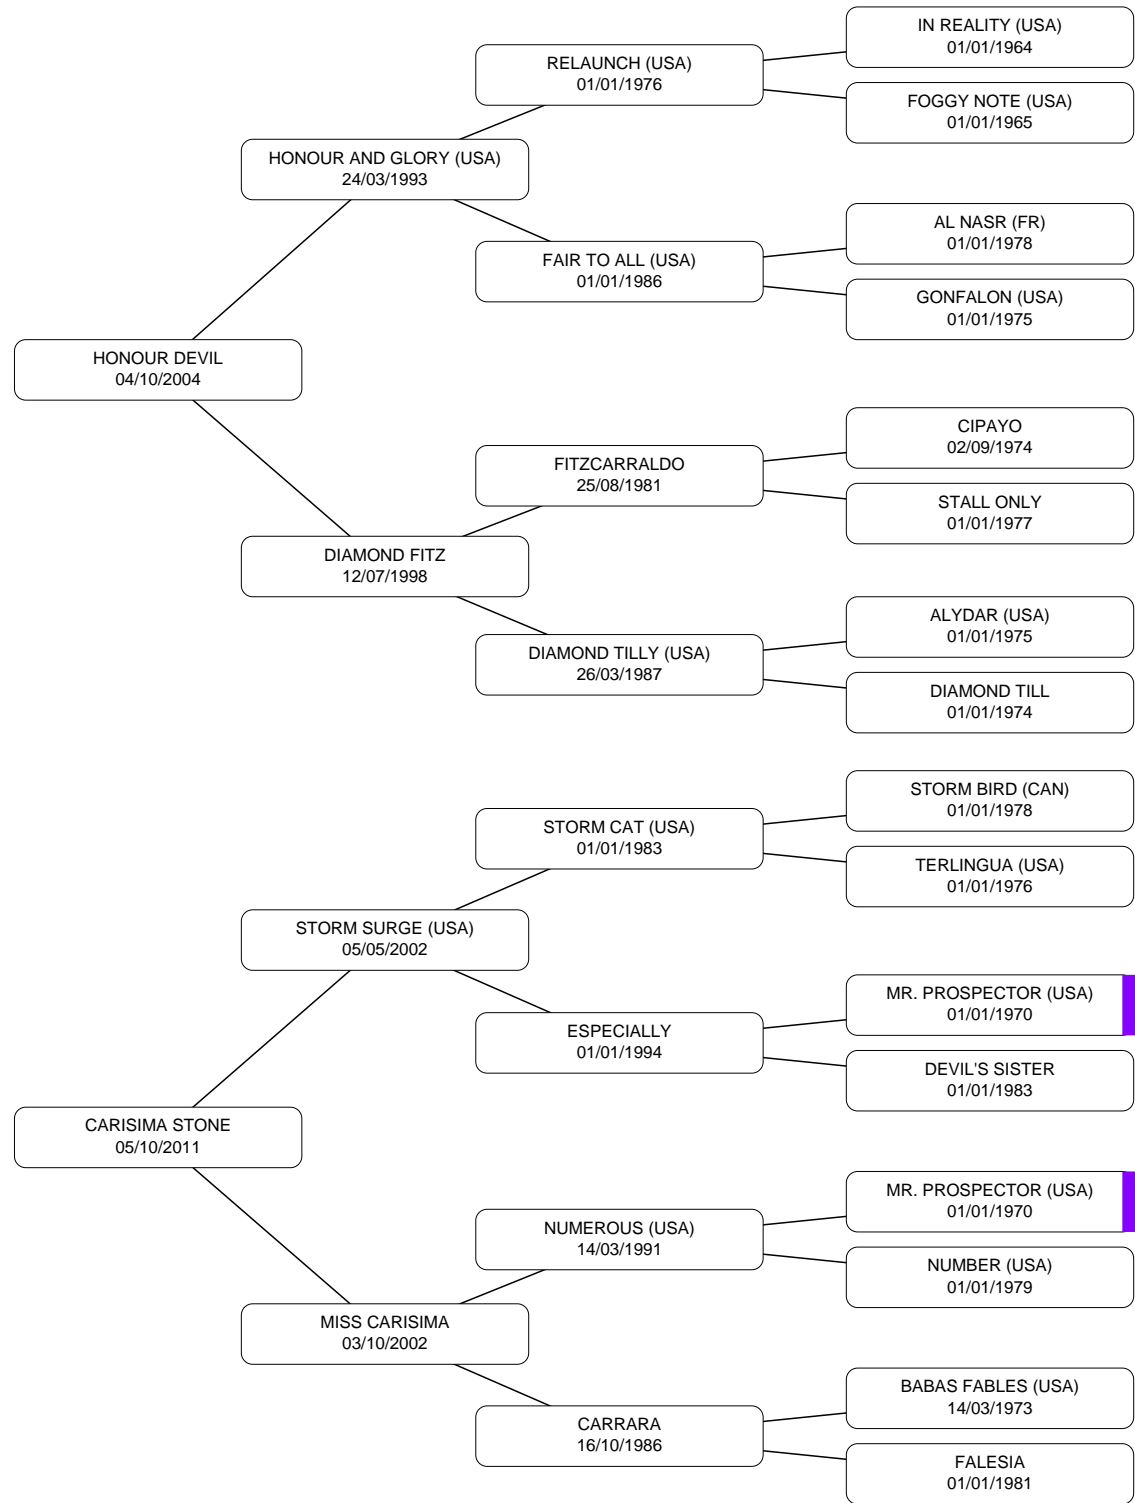 IN REALITY (USA)
01/01/1964
RELAUNCH (USA)
01/01/1976
FOGGY NOTE (USA)
01/01/1965
HONOUR AND GLORY (USA)
24/03/1993
AL NASR (FR)
01/01/1978
FAIR TO ALL (USA)
01/01/1986
GONFALON (USA)
01/01/1975
HONOUR DEVIL
04/10/2004
CIPAYO
02/09/1974
FITZCARRALDO
25/08/1981
STALL ONLY
01/01/1977
DIAMOND FITZ
12/07/1998
ALYDAR (USA)
01/01/1975
DIAMOND TILLY (USA)
26/03/1987
DIAMOND TILL
01/01/1974
STORM BIRD (CAN)
01/01/1978
STORM CAT (USA)
01/01/1983
TERLINGUA (USA)
01/01/1976
STORM SURGE (USA)
05/05/2002
MR. PROSPECTOR (USA)
01/01/1970
ESPECIALLY
01/01/1994
DEVIL'S SISTER
01/01/1983
CARISIMA STONE
05/10/2011
MR. PROSPECTOR (USA)
01/01/1970
NUMEROUS (USA)
14/03/1991
NUMBER (USA)
01/01/1979
MISS CARISIMA
03/10/2002
BABAS FABLES (USA)
14/03/1973
CARRARA
16/10/1986
FALESIA
01/01/1981